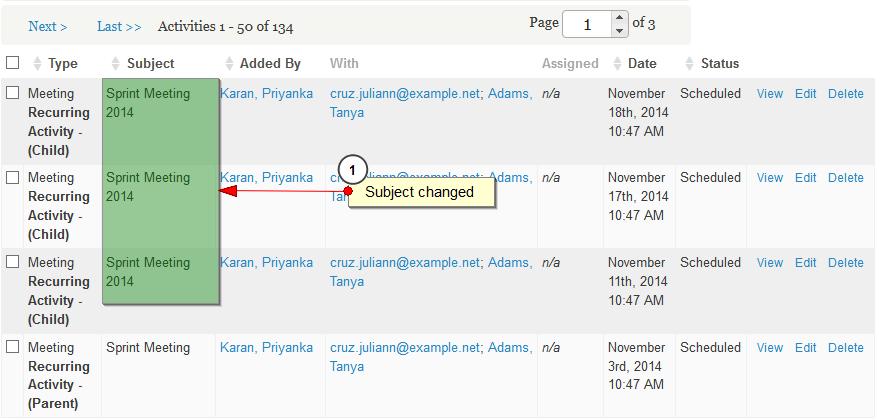 Next > Last >> Activities 1 - 50 of 134 Page 1 of 3
Type Subject Added By With Assigned Date Status
Meeting Sprint Meeting Karan, Priyanka cruz.juliann@example.net; Adams, n/a November Scheduled View Edit Delete
Recurring 2014 Tanya 18th, 2014
Activity - 10:47 AM
(Child)
Meeting Sprint Meeting Karan, Priyanka cruz.juliann@example.net; Adams, n/a November Scheduled View Edit Delete
Recurring 2014 17th, 2014
Activity - 10:47 AM
(Child)
1
Subject changed
Meeting Sprint Meeting Karan, Priyanka cruz.juliann@example.net; Adams, n/a November Scheduled View Edit Delete
Recurring 2014 Tanya 11th, 2014
Activity - 10:47 AM
(Child)
Meeting Sprint Meeting Karan, Priyanka cruz.juliann@example.net; Adams, n/a November Scheduled View Edit Delete
Recurring Tanya 3rd, 2014
Activity - 10:47 AM
(Parent)